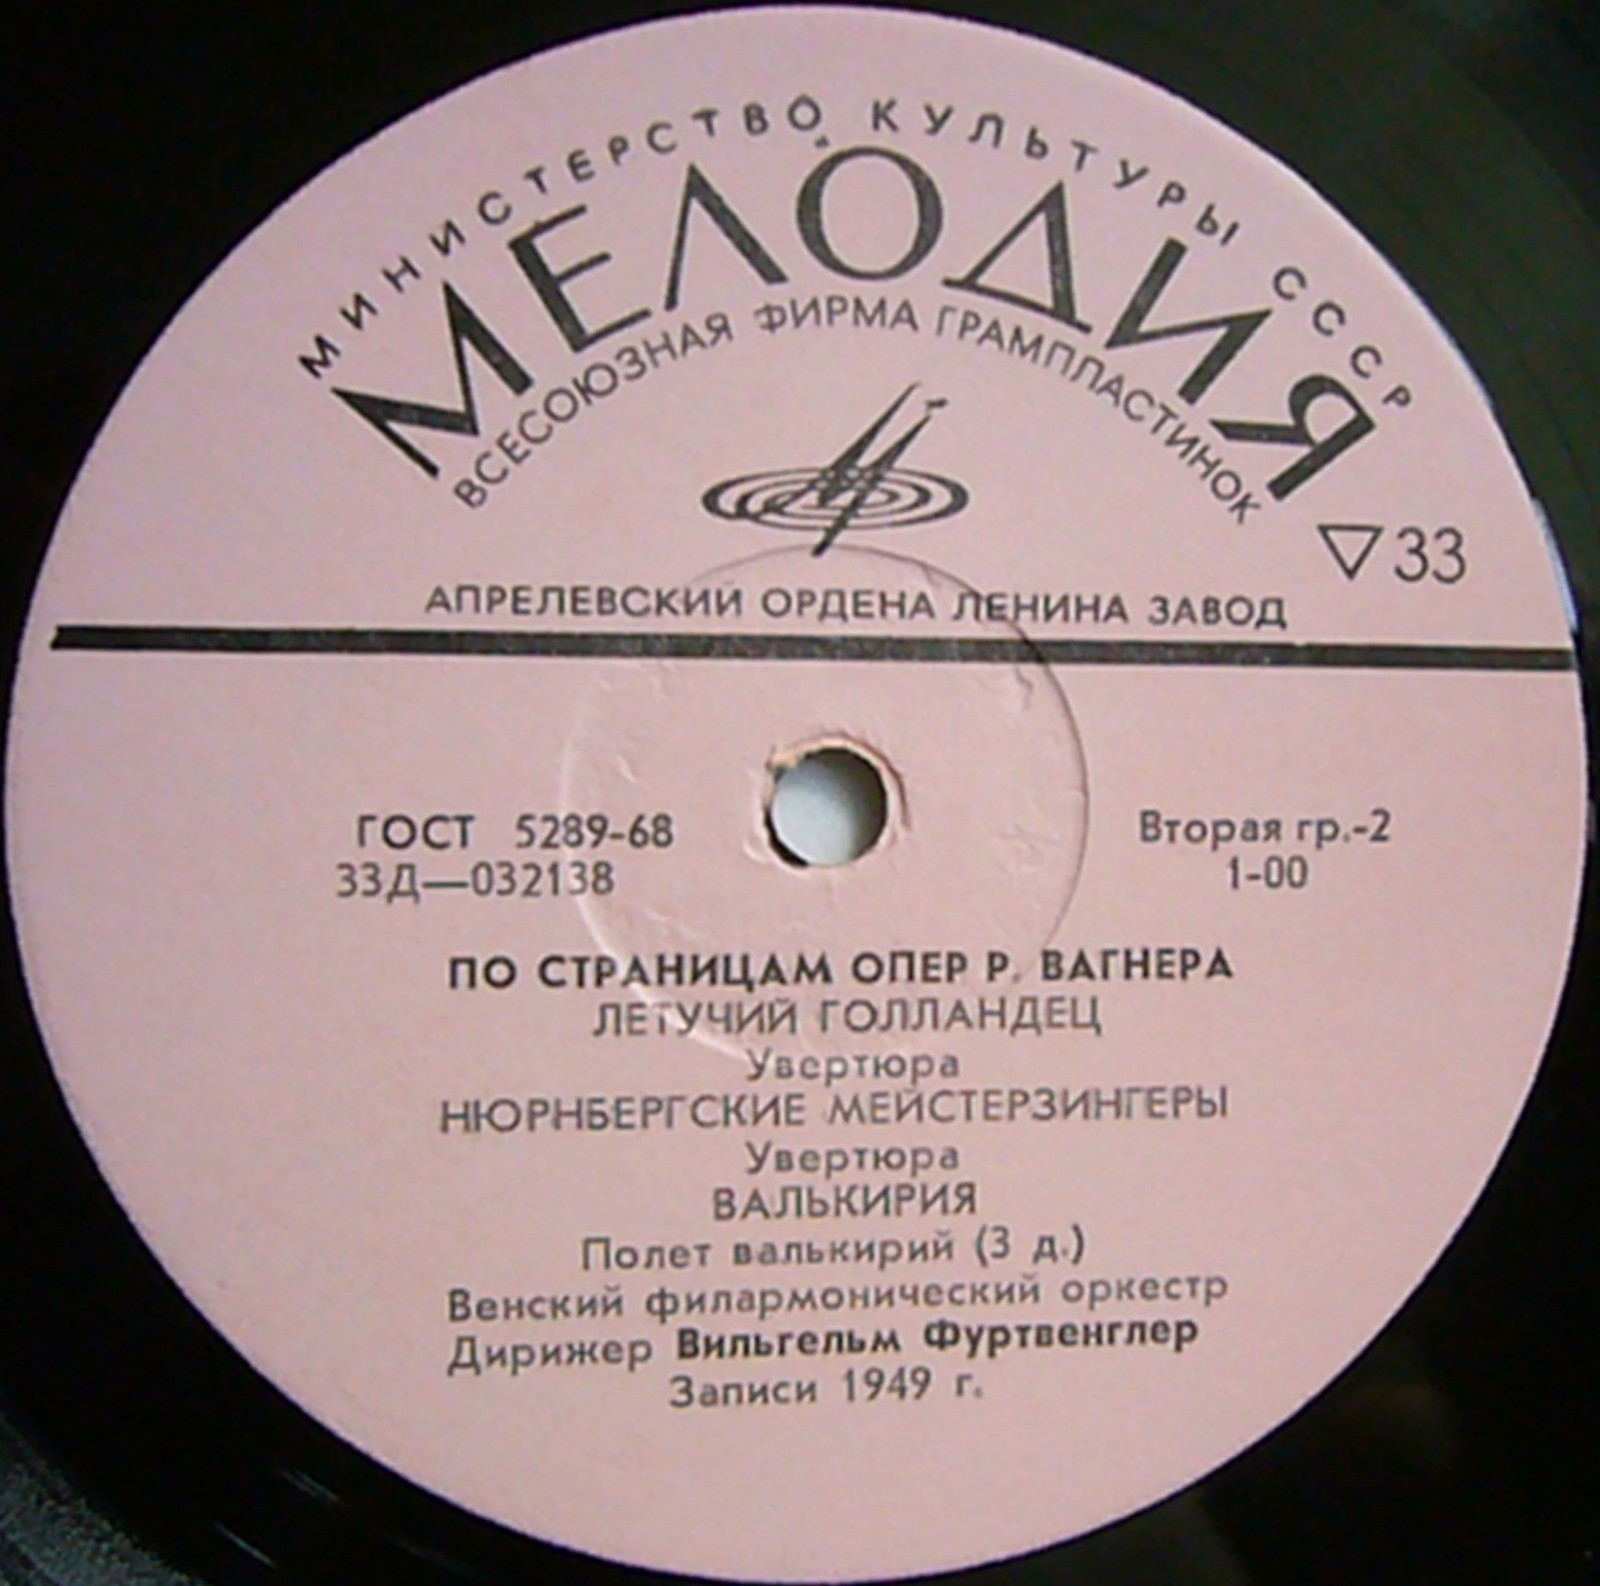 МИНИСТЕРСТВО КУЛЬТУРЫ СССР
МЕЛОДИЯ
ВСЕСОЮЗНАЯ ФИРМА ГРАМПЛАСТИНОК
▽33
АПРЕЛЕВСКИЙ ОРДЕНА ЛЕНИНА ЗАВОД
ГОСТ 5289-68
33Д—032138
Вторая гр.-2
1-00
ПО СТРАНИЦАМ ОПЕР Р. ВАГНЕРА
ЛЕТУЧИЙ ГОЛЛАНДЕЦ
Увертюра
НЮРНБЕРГСКИЕ МЕЙСТЕРЗИНГЕРЫ
Увертюра
ВАЛЬКИРИЯ
Полет валькирий (3 д.)
Венский филармонический оркестр
Дирижер Вильгельм Фуртвенглер
Записи 1949 г.